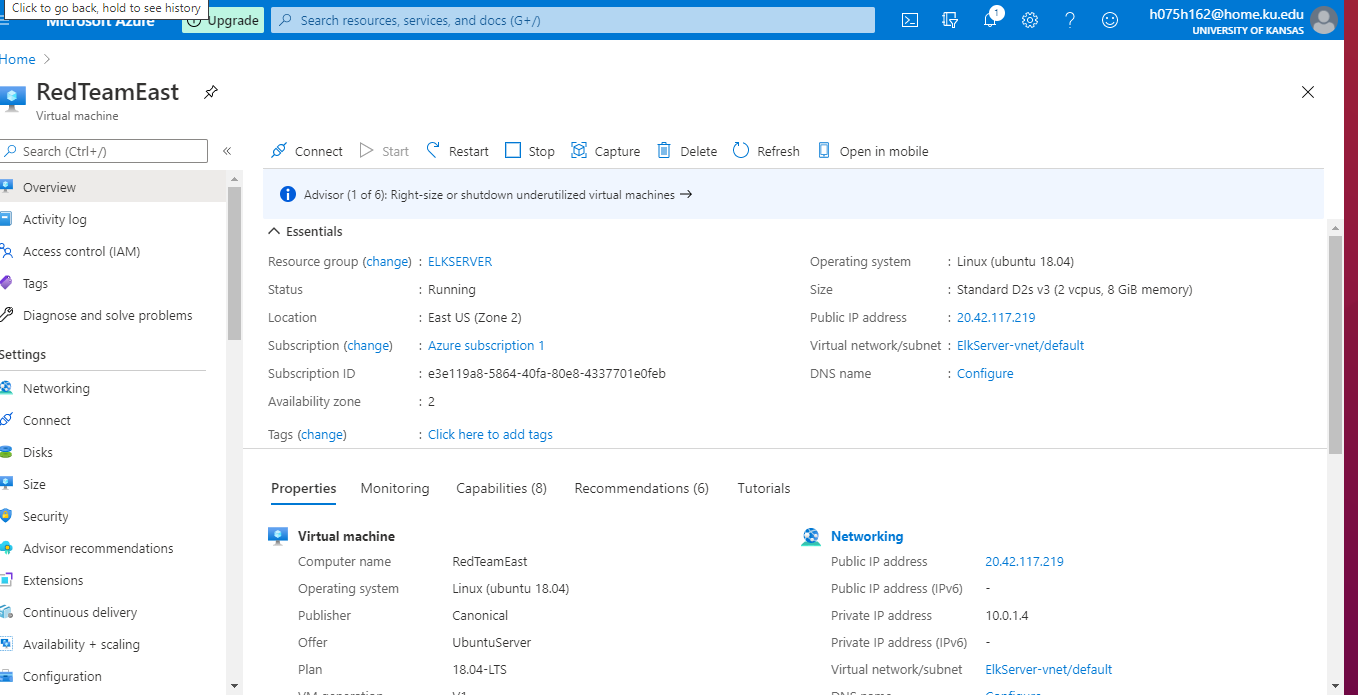 Click to go back, hold to see history
Microsoft Azure
Upgrade
Search resources, services, and docs (G+/)
1
h075h162@home.ku.edu
UNIVERSITY OF KANSAS
Home
RedTeamEast
Virtual machine
Search (Ctrl+/)
«
Connect Start Restart Stop Capture Delete Refresh Open in mobile
Advisor (1 of 6): Right-size or shutdown underutilized virtual machines →
Overview
Activity log
Access control (IAM)
Tags
Diagnose and solve problems
Settings
Networking
Connect
Disks
Size
Security
Advisor recommendations
Extensions
Continuous delivery
Availability + scaling
Configuration
Essentials
Resource group (change) : ELKSERVER
Status : Running
Location : East US (Zone 2)
Subscription (change) : Azure subscription 1
Subscription ID : e3e119a8-5864-40fa-80e8-4337701e0feb
Availability zone : 2
Tags (change) : Click here to add tags
Operating system : Linux (ubuntu 18.04)
Size : Standard D2s v3 (2 vcpus, 8 GiB memory)
Public IP address : 20.42.117.219
Virtual network/subnet : ElkServer-vnet/default
DNS name : Configure
Properties Monitoring Capabilities (8) Recommendations (6) Tutorials
Virtual machine
Computer name RedTeamEast
Operating system Linux (ubuntu 18.04)
Publisher Canonical
Offer UbuntuServer
Plan 18.04-LTS
VM generation V1
Networking
Public IP address 20.42.117.219
Public IP address (IPv6) -
Private IP address 10.0.1.4
Private IP address (IPv6) -
Virtual network/subnet ElkServer-vnet/default
DNS name Configure